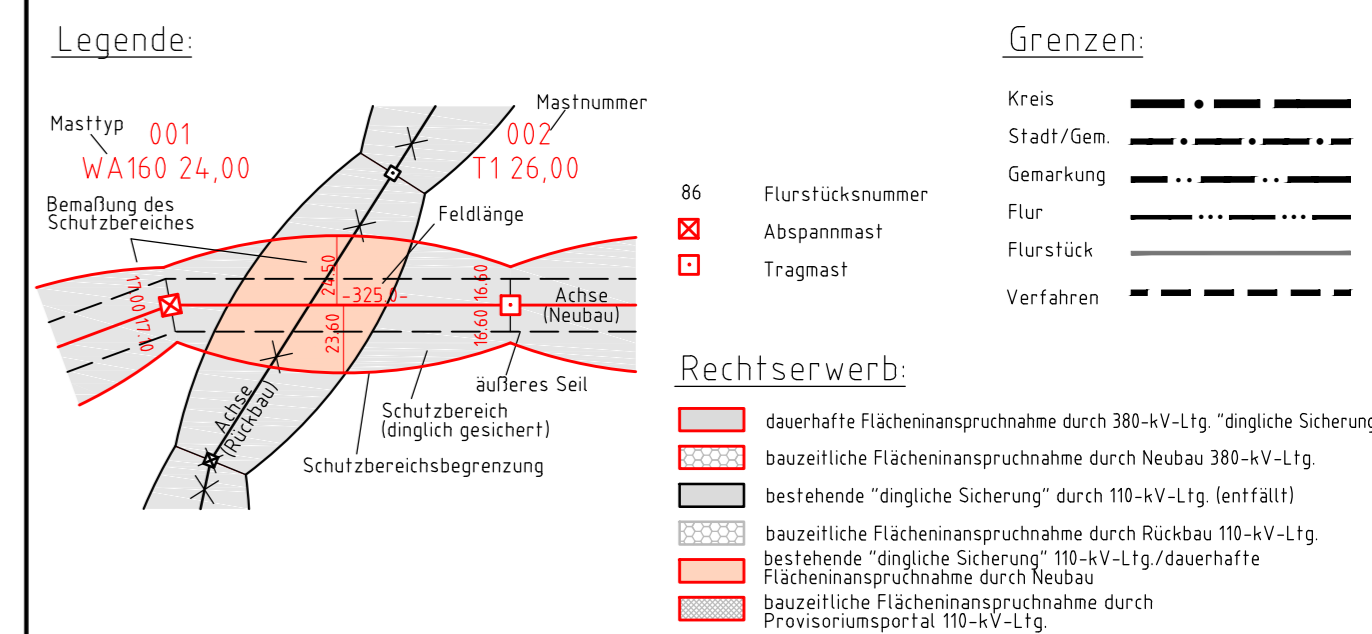 Legende:
Masttyp
001
WA160 24,00
Mastnummer
002
T1 26,00
Bemaßung des
Schutzbereiches
Feldlänge
17.00
17.10
24.50
23.60
-325.0-
16.60
16.60
Achse
(Neubau)
Achse
(Rückbau)
äußeres Seil
Schutzbereich
(dinglich gesichert)
Schutzbereichsbegrenzung
86 Flurstücksnummer
Abspannmast
Tragmast
Grenzen:
Kreis
Stadt/Gem.
Gemarkung
Flur
Flurstück
Verfahren
Rechtserwerb:
dauerhafte Flächeninanspruchnahme durch 380-kV-Ltg. "dingliche Sicherung
bauzeitliche Flächeninanspruchnahme durch Neubau 380-kV-Ltg.
bestehende "dingliche Sicherung" durch 110-kV-Ltg. (entfällt)
bauzeitliche Flächeninanspruchnahme durch Rückbau 110-kV-Ltg.
bestehende "dingliche Sicherung" 110-kV-Ltg./dauerhafte
Flächeninanspruchnahme durch Neubau
bauzeitliche Flächeninanspruchnahme durch
Provisoriumsportal 110-kV-Ltg.